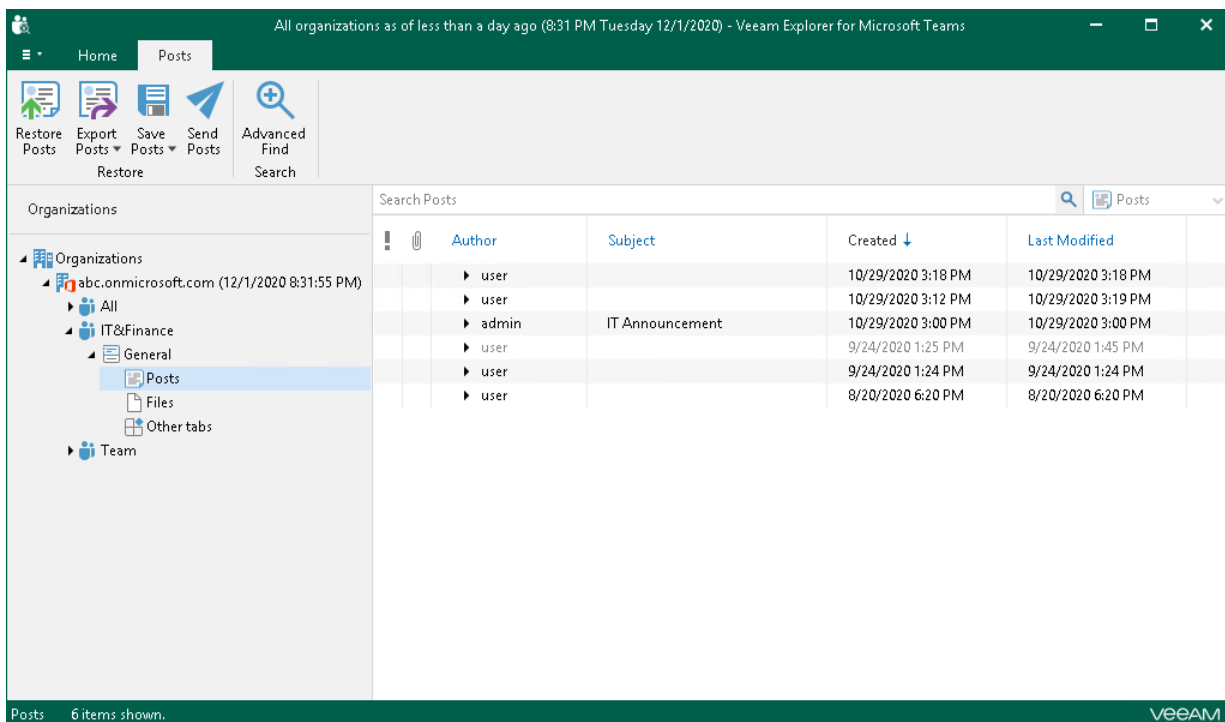 All organizations as of less than a day ago (8:31 PM Tuesday 12/1/2020) - Veeam Explorer for Microsoft Teams
Home Posts
Restore Posts
Export Posts
Save Posts
Send Posts
Advanced Find
Restore Search
Organizations
Search Posts
Posts
Author Subject Created Last Modified
Organizations
abc.onmicrosoft.com (12/1/2020 8:31:55 PM)
All
IT&Finance
General
Posts
Files
Other tabs
Team
user 10/29/2020 3:18 PM 10/29/2020 3:18 PM
user 10/29/2020 3:12 PM 10/29/2020 3:19 PM
admin IT Announcement 10/29/2020 3:00 PM 10/29/2020 3:00 PM
user 9/24/2020 1:25 PM 9/24/2020 1:45 PM
user 9/24/2020 1:24 PM 9/24/2020 1:24 PM
user 8/20/2020 6:20 PM 8/20/2020 6:20 PM
Posts 6 items shown. veeam